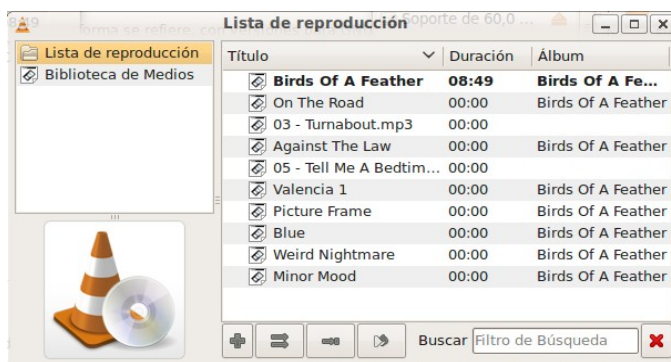 Lista de reproducción
Lista de reproducción
Biblioteca de Medios
Título Duración Álbum
Birds Of A Feather 08:49 Birds Of A Fe...
On The Road 00:00 Birds Of A Feather
03 - Turnabout.mp3 00:00
Against The Law 00:00 Birds Of A Feather
05 - Tell Me A Bedtim... 00:00
Valencia 1 00:00 Birds Of A Feather
Picture Frame 00:00 Birds Of A Feather
Blue 00:00 Birds Of A Feather
Weird Nightmare 00:00 Birds Of A Feather
Minor Mood 00:00 Birds Of A Feather
Buscar Filtro de Búsqueda